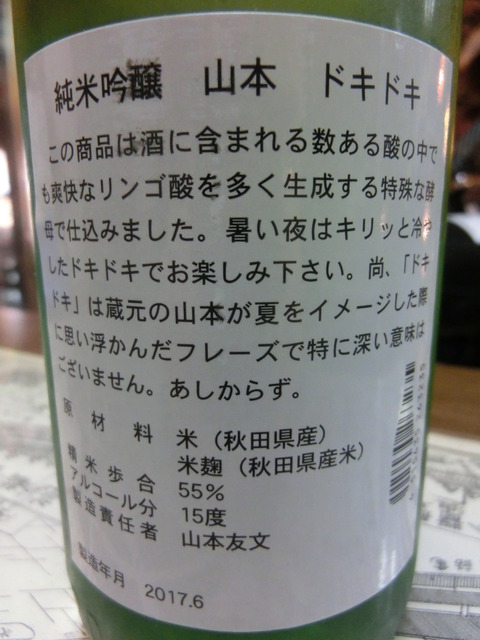 純米吟醸 山本 ドキドキ
この商品は酒に含まれる数ある酸の中で
も爽快なリンゴ酸を多く生成する特殊な酵
母で仕込みました。暑い夜はキリッと冷や
したドキドキでお楽しみ下さい。尚、「ドキ
ドキ」は蔵元の山本が夏をイメージした際
に思い浮かんだフレーズで特に深い意味は
ございません。あしからず。
原材料 米（秋田県産）
米麹（秋田県産米）
精米歩合 55%
アルコール分 15度
製造責任者 山本友文
製造年月 2017.6